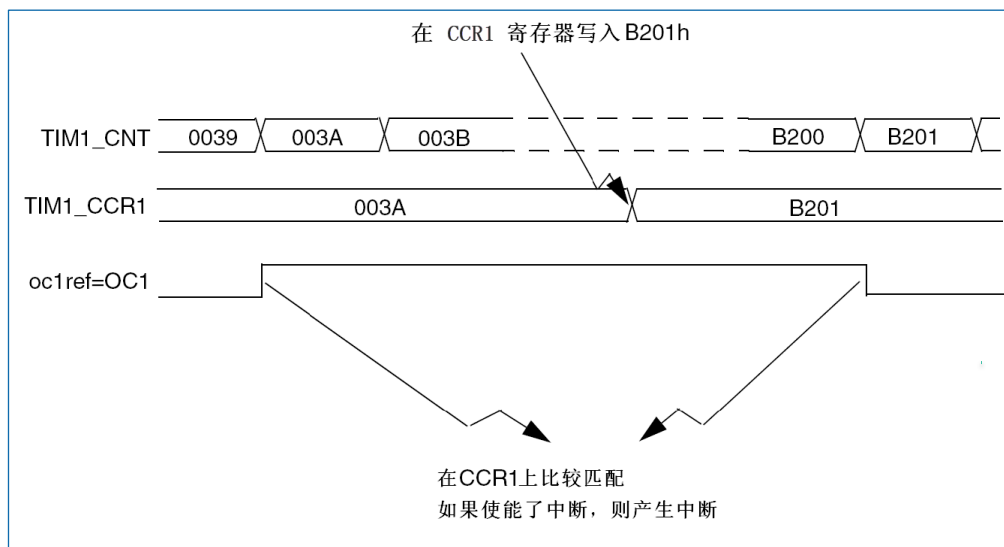 在 CCR1 寄存器写入B201h
TIM1_CNT 0039 003A 003B B200 B201
TIM1_CCR1 003A B201
oc1ref=OC1
在CCR1上比较匹配
如果使能了中断，则产生中断